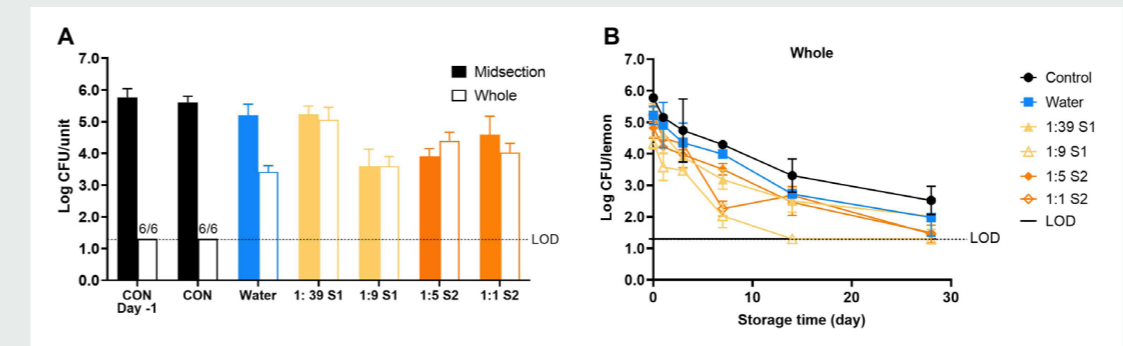 A
Log CFU/unit
7.0
6.0
5.0
4.0
3.0
2.0
1.0
0.0
6/6
6/6
Midsection
Whole
LOD
CON
Day -1
CON
Water
1: 39 S1
1:9 S1
1:5 S2
1:1 S2
B
Whole
Log CFU/lemon
7.0
6.0
5.0
4.0
3.0
2.0
1.0
0.0
0
10
20
30
Storage time (day)
LOD
Control
Water
1:39 S1
1:9 S1
1:5 S2
1:1 S2
LOD